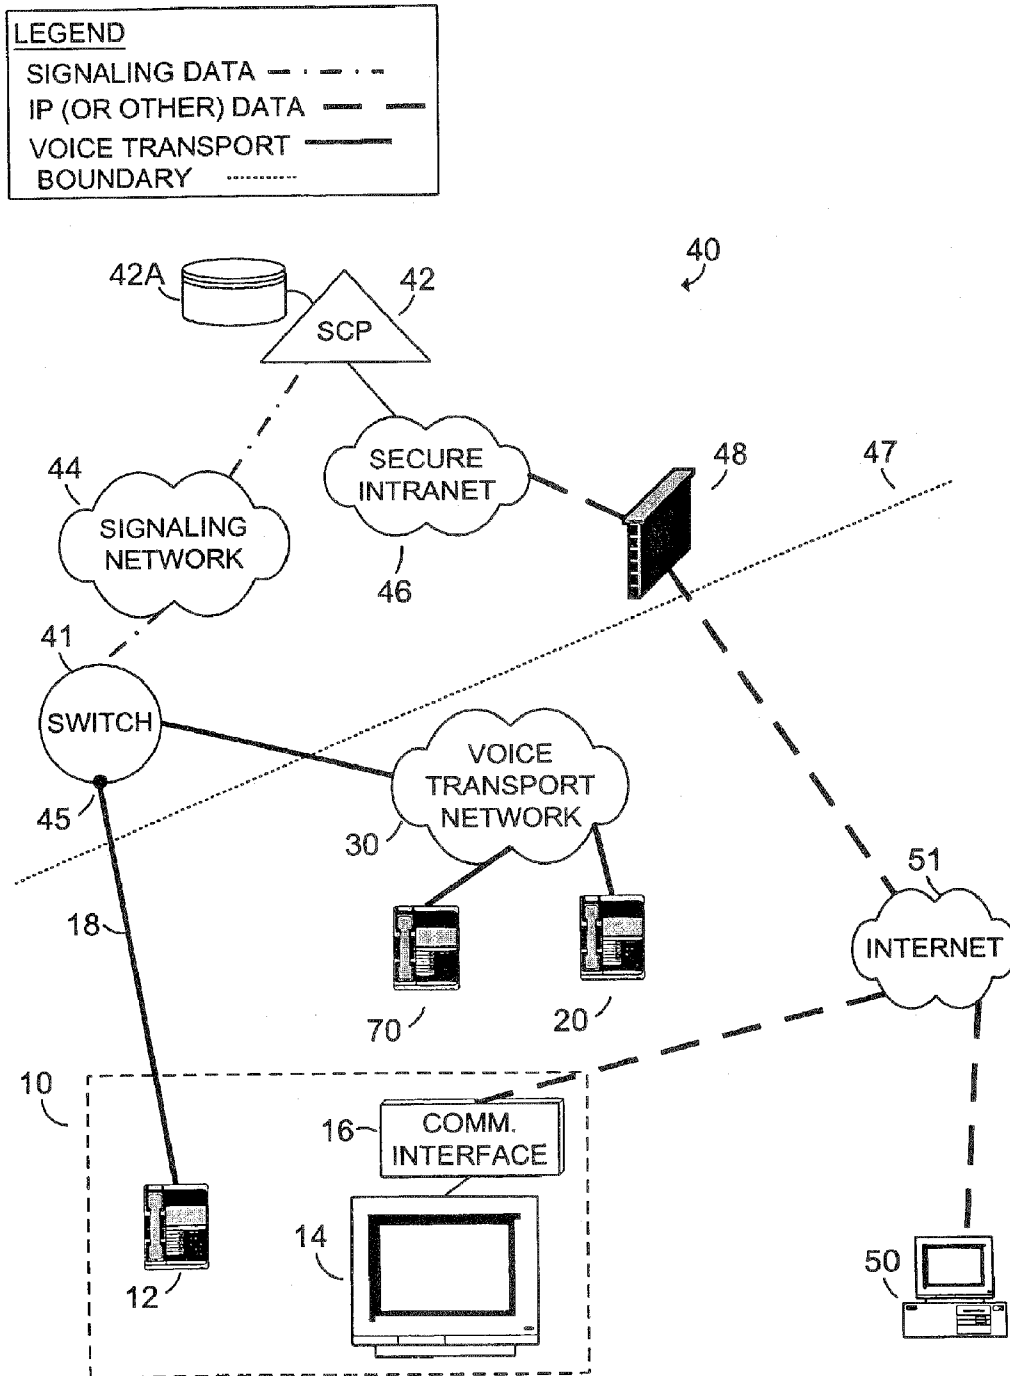 LEGEND
SIGNALING DATA
IP (OR OTHER) DATA
VOICE TRANSPORT
BOUNDARY
40
42A
42
SCP
44
SIGNALING
NETWORK
SECURE
INTRANET
46
48
47
41
SWITCH
45
VOICE
TRANSPORT
NETWORK
30
51
INTERNET
18
70
20
10
16
COMM.
INTERFACE
14
12
50